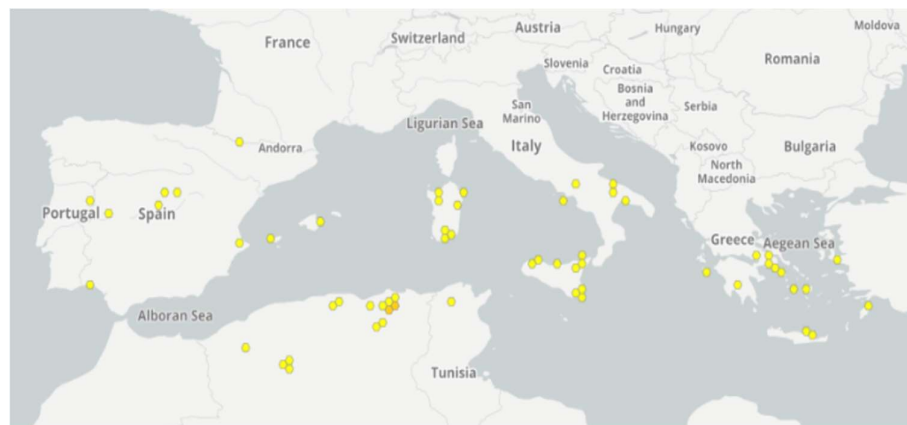 Moldova
Austria
Hungary
Switzerland
France
Slovenia
Romania
Croatia
Bosnia
and
Herzegovina
San
Marino
Serbia
Ligurian Sea
Italy
Andorra
Kosovo
Bulgaria
North
Macedonia
Portugal
Spain
Greece
Aegean Sea
Alboran Sea
Tunisia